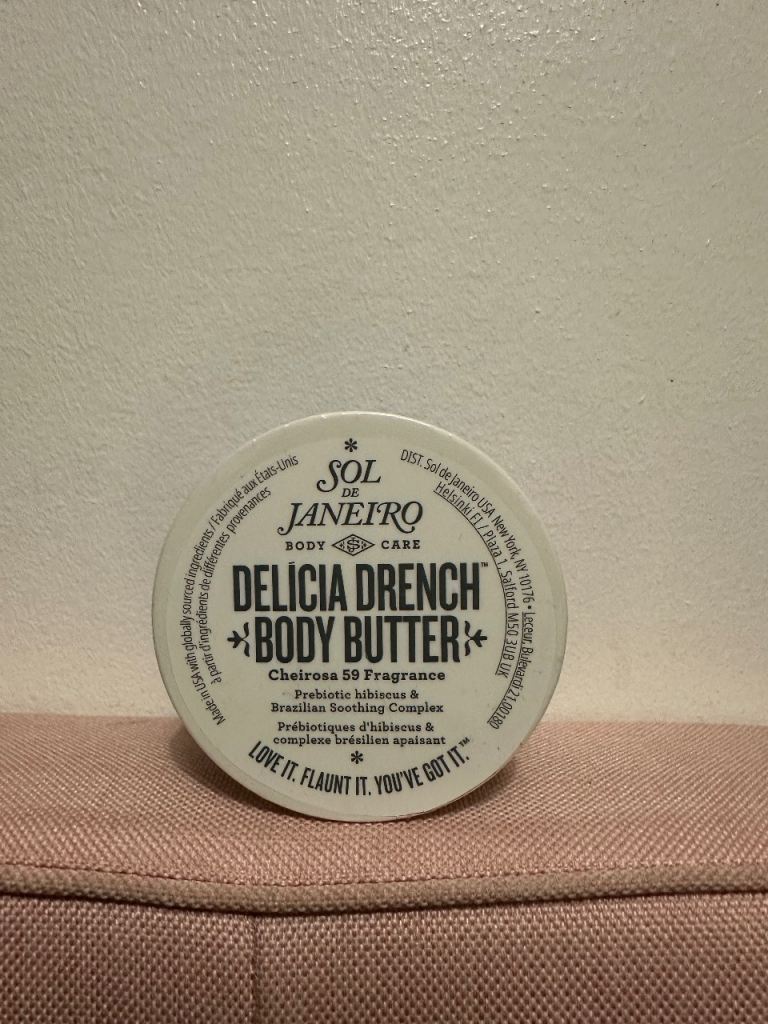 SOL
DE
JANEIRO
BODY CARE
DELÍCIA DRENCH™
BODY BUTTER
Cheirosa 59 Fragrance
Prebiotic hibiscus &
Brazilian Soothing Complex
Prébiotiques d'hibiscus &
complexe brésilien apaisant
LOVE IT. FLAUNT IT. YOU'VE GOT IT.™
Made in USA with globally sourced ingredients / Fabriqué aux États-Unis
à partir d'ingrédients de différentes provenances
DIST. Sol de Janeiro USA New York, NY 10176 • Leceur, Bulevardi 21, 00180
Helsinki FI / Plaza 1, Salford M50 3UB UK